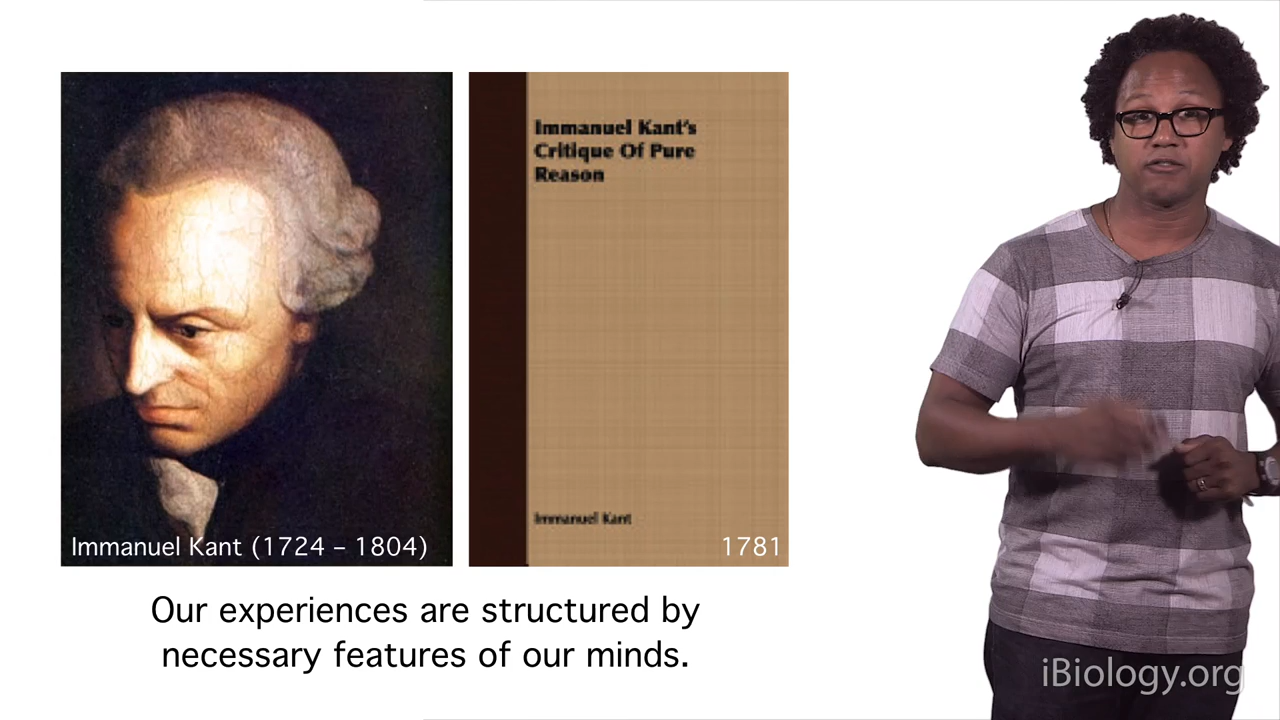 Immanuel Kant's
Critique Of Pure
Reason
Immanuel Kant
Immanuel Kant (1724 – 1804)
1781
Our experiences are structured by
necessary features of our minds.
iBiology.org